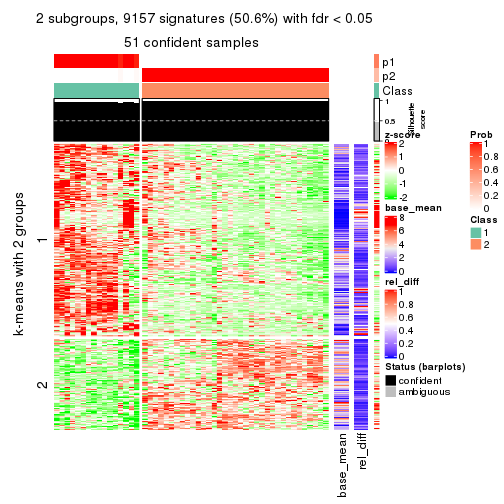 2 subgroups, 9157 signatures (50.6%) with fdr < 0.05
51 confident samples
p1
p2
Class
1
0.5
0
Silhouette
score
k-means with 2 groups
1
2
z-score
2
1
0
-1
-2
base_mean
8
6
4
2
0
rel_diff
1
0.8
0.6
0.4
0.2
0
Status (barplots)
confident
ambiguous
Prob
1
0.8
0.6
0.4
0.2
0
Class
1
2
base_mean
rel_diff